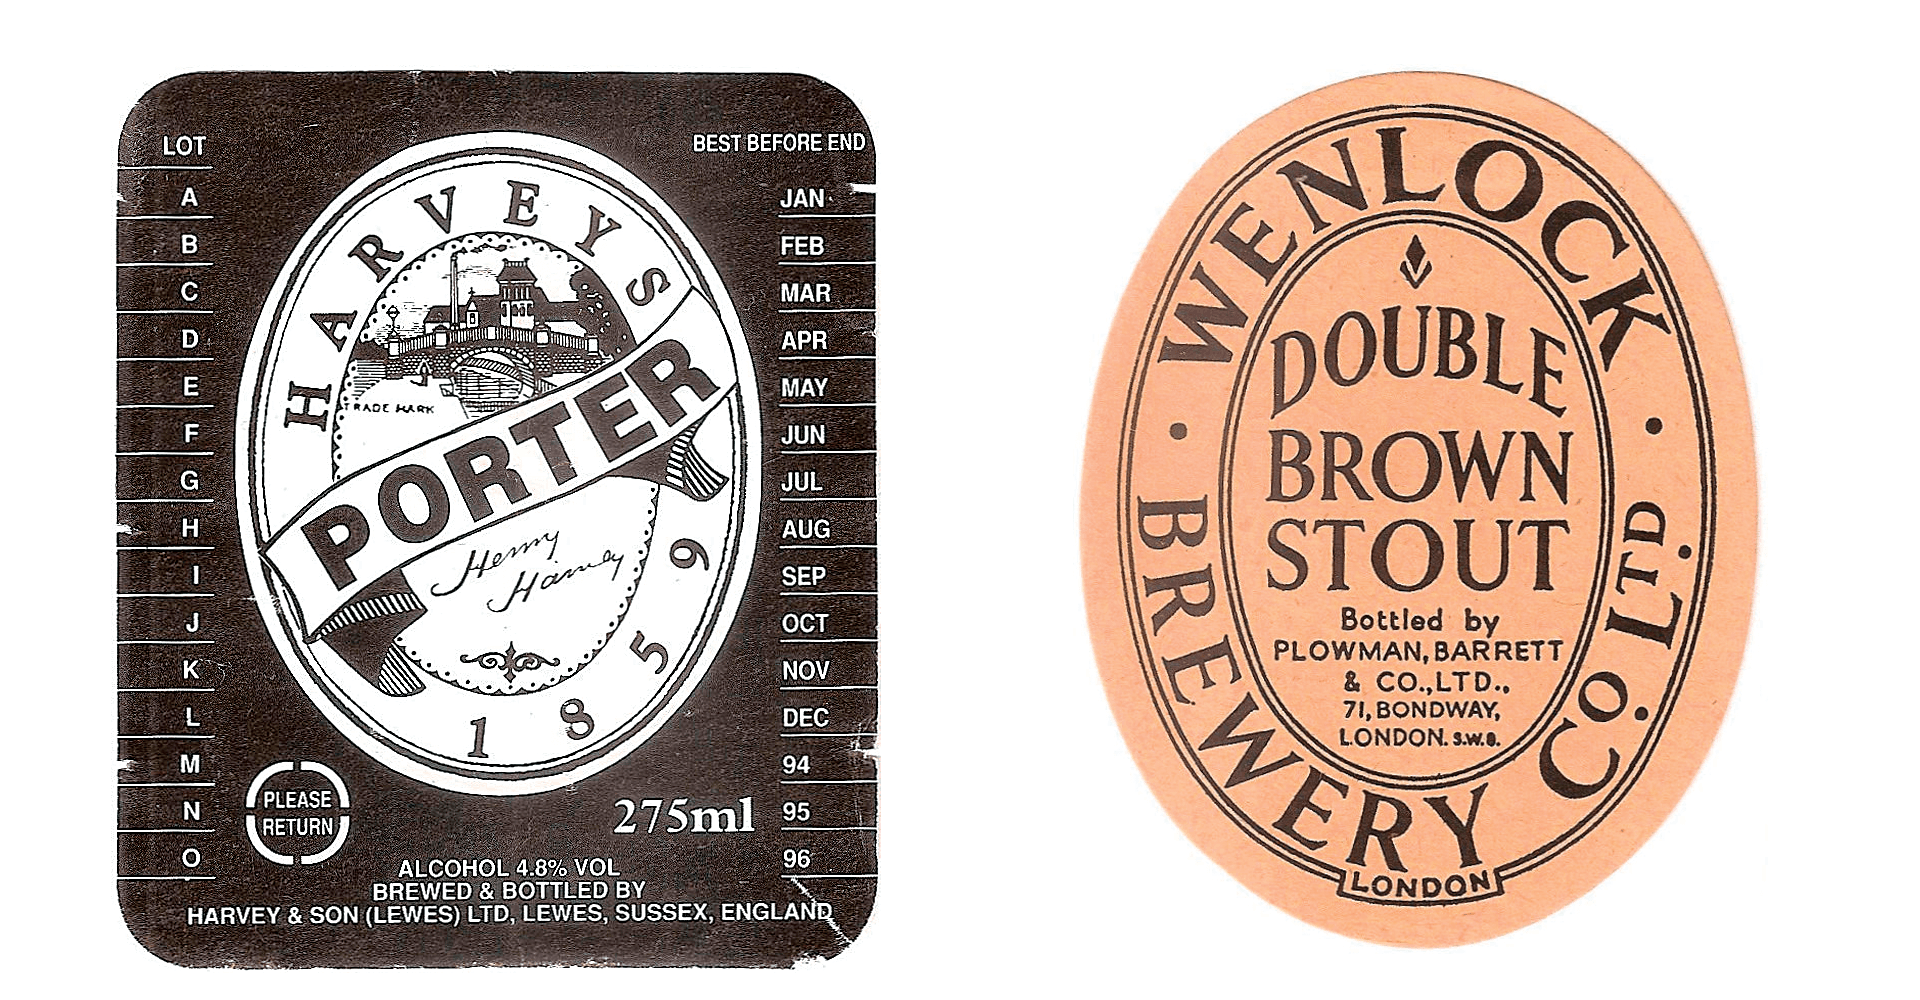 LOT
A
B
C
D
E
F
G
H
I
J
K
L
M
N
O
BEST BEFORE END
JAN
FEB
MAR
APR
MAY
JUN
JUL
AUG
SEP
OCT
NOV
DEC
94
95
96
HARVEYS
TRADE MARK
PORTER
Henry
Harvey
1859
PLEASE
RETURN
275ml
ALCOHOL 4.8% VOL
BREWED & BOTTLED BY
HARVEY & SON (LEWES) LTD, LEWES, SUSSEX, ENGLAND
WENLOCK
· BREWERY CO. LTD. ·
DOUBLE
BROWN
STOUT
Bottled by
PLOWMAN, BARRETT
& CO., LTD.,
71, BONDWAY,
LONDON. S.W.8.
LONDON